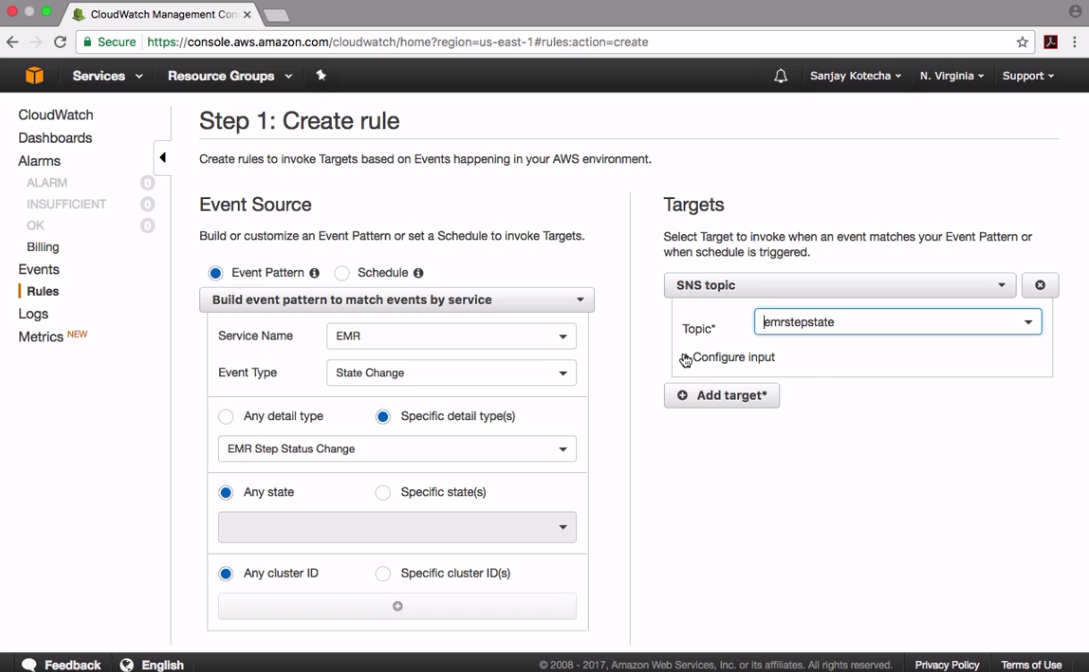 CloudWatch Management Con
Secure https://console.aws.amazon.com/cloudwatch/home?region=us-east-1#rules:action=create
Services Resource Groups Sanjay Kotecha N. Virginia Support
CloudWatch
Dashboards
Alarms
ALARM 0
INSUFFICIENT 0
OK 0
Billing
Events
Rules
Logs
Metrics NEW
Step 1: Create rule
Create rules to invoke Targets based on Events happening in your AWS environment.
Event Source
Build or customize an Event Pattern or set a Schedule to invoke Targets.
Event Pattern Schedule
Build event pattern to match events by service
Service Name EMR
Event Type State Change
Any detail type Specific detail type(s)
EMR Step Status Change
Any state Specific state(s)
Any cluster ID Specific cluster ID(s)
Targets
Select Target to invoke when an event matches your Event Pattern or
when schedule is triggered.
SNS topic
Topic* emrstepstate
Configure input
Add target*
Feedback English © 2008 - 2017, Amazon Web Services, Inc. or its affiliates. All rights reserved. Privacy Policy Terms of Use